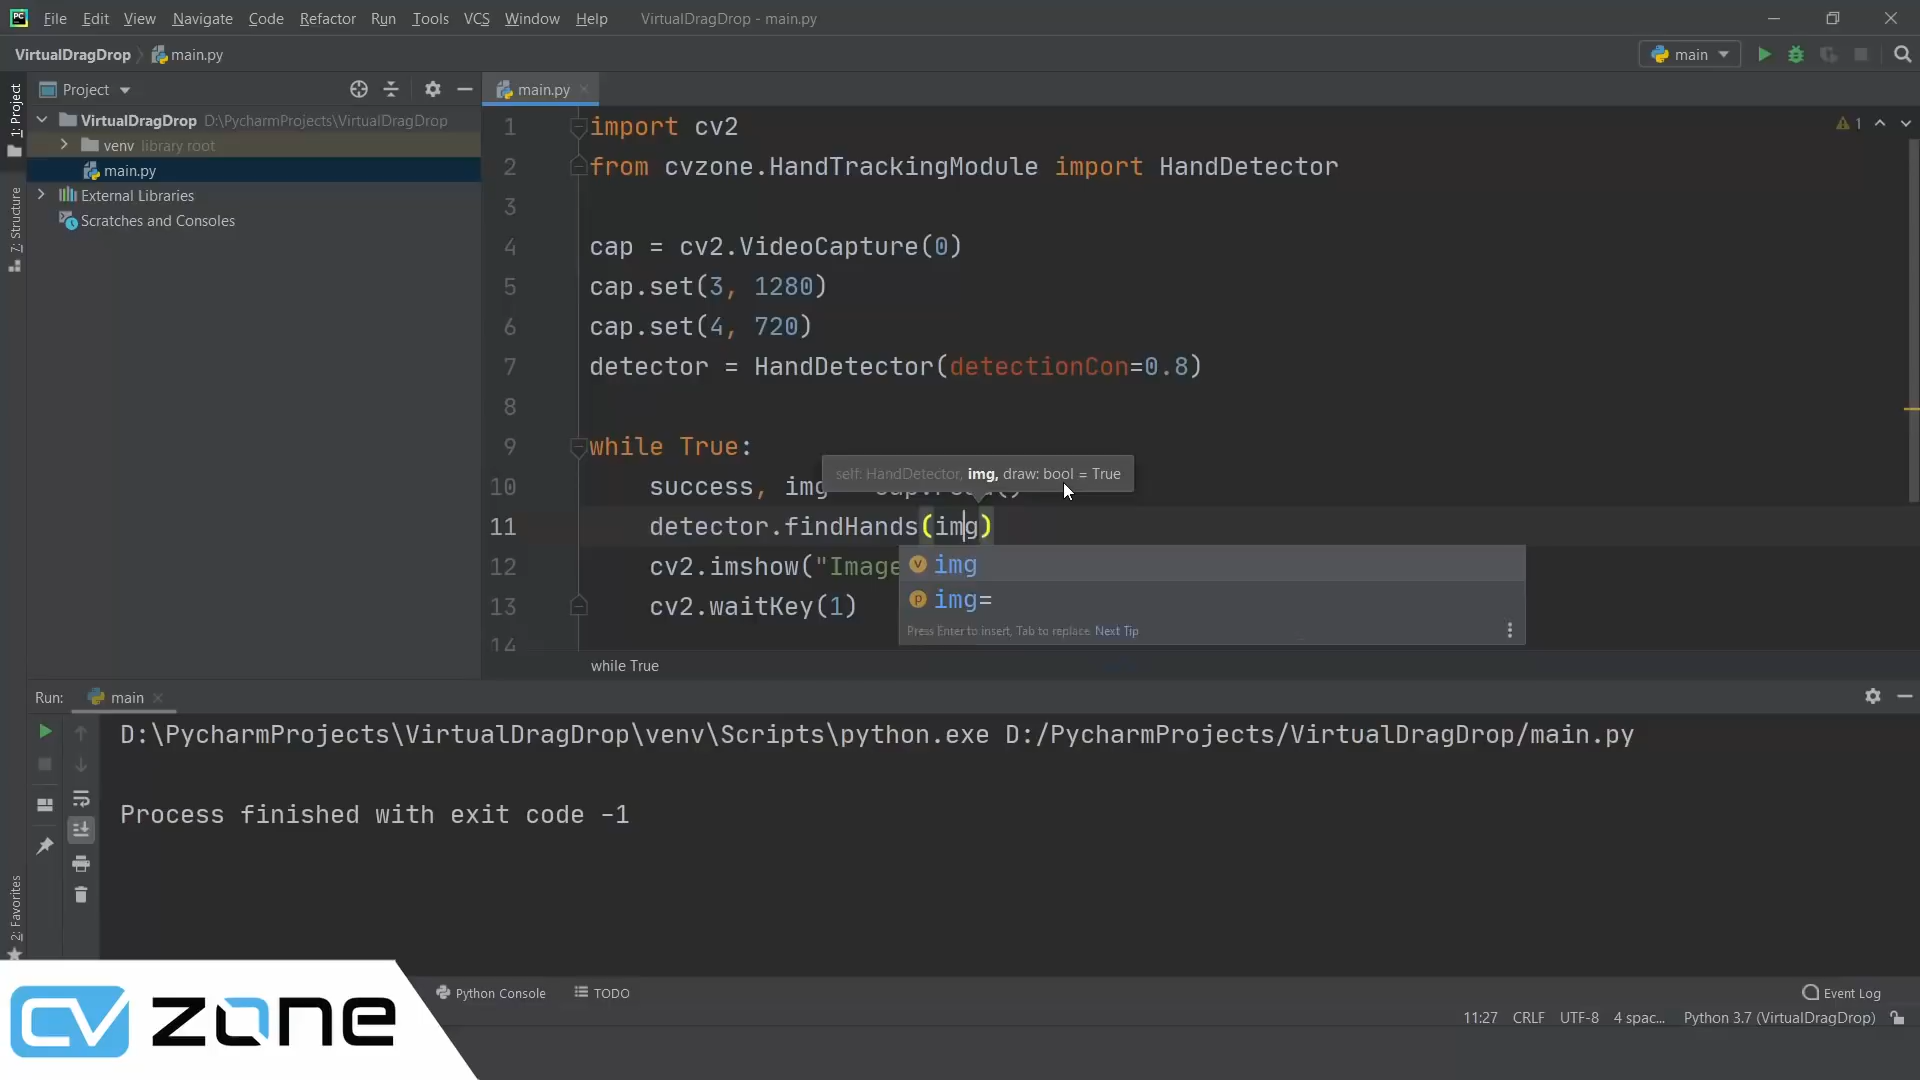 File Edit View Navigate Code Refactor Run Tools VCS Window Help VirtualDragDrop - main.py
VirtualDragDrop main.py main
Project main.py
1: Project
7: Structure
2: Favorites
VirtualDragDrop D:\PycharmProjects\VirtualDragDrop
venv library root
main.py
External Libraries
Scratches and Consoles
1
1 import cv2
2 from cvzone.HandTrackingModule import HandDetector
3
4 cap = cv2.VideoCapture(0)
5 cap.set(3, 1280)
6 cap.set(4, 720)
7 detector = HandDetector(detectionCon=0.8)
8
9 while True:
self: HandDetector, img, draw: bool = True
10 success, img
11 detector.findHands(img)
12 cv2.imshow("Image
13 cv2.waitKey(1)
14
img
img=
Press Enter to insert, Tab to replace Next Tip
while True
Run: main
D:\PycharmProjects\VirtualDragDrop\venv\Scripts\python.exe D:/PycharmProjects/VirtualDragDrop/main.py
Process finished with exit code -1
Python Console TODO Event Log
11:27 CRLF UTF-8 4 spac... Python 3.7 (VirtualDragDrop)
CV zone